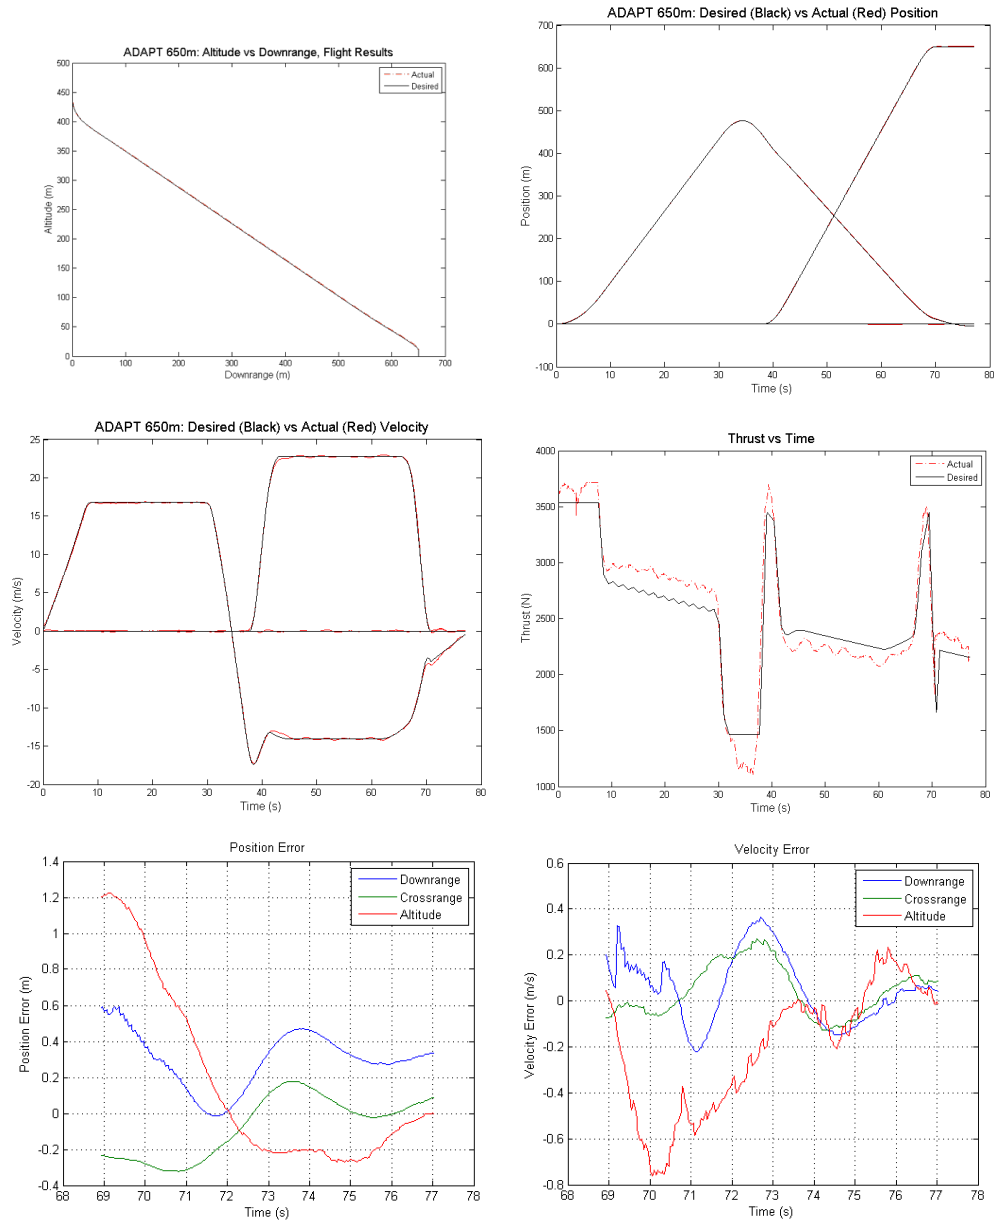 ADAPT 650m: Altitude vs Downrange, Flight Results
Actual
Desired
500
450
400
350
300
250
200
150
100
50
0
Altitude (m)
0 100 200 300 400 500 600 700
Downrange (m)
ADAPT 650m: Desired (Black) vs Actual (Red) Position
700
600
500
400
300
200
100
0
-100
Position (m)
0 10 20 30 40 50 60 70 80
Time (s)
ADAPT 650m: Desired (Black) vs Actual (Red) Velocity
25
20
15
10
5
0
-5
-10
-15
-20
Velocity (m/s)
0 10 20 30 40 50 60 70 80
Time (s)
Thrust vs Time
Actual
Desired
4000
3500
3000
2500
2000
1500
1000
Thrust (N)
0 10 20 30 40 50 60 70 80
Time (s)
Position Error
Downrange
Crossrange
Altitude
1.4
1.2
1
0.8
0.6
0.4
0.2
0
-0.2
-0.4
Position Error (m)
68 69 70 71 72 73 74 75 76 77 78
Time (s)
Velocity Error
Downrange
Crossrange
Altitude
0.6
0.4
0.2
0
-0.2
-0.4
-0.6
-0.8
Velocity Error (m/s)
68 69 70 71 72 73 74 75 76 77 78
Time (s)